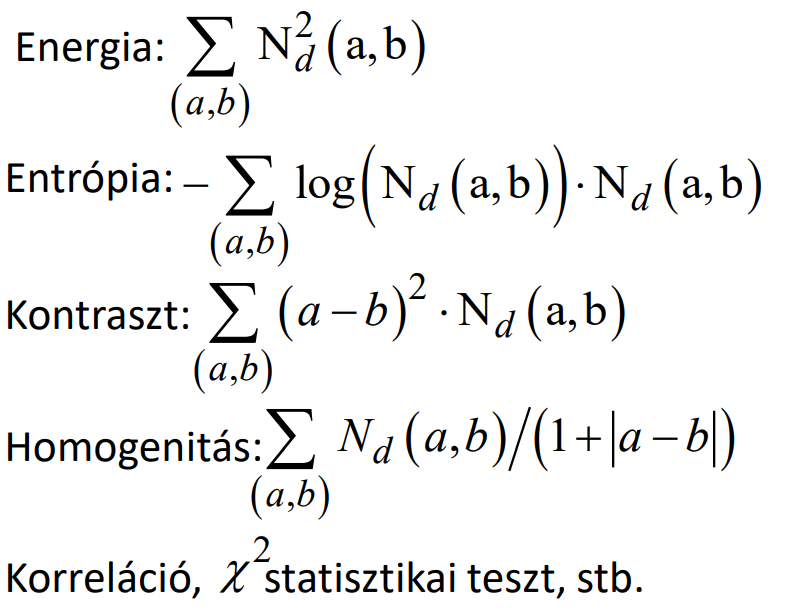 Energia: ∑_(a,b) N_d^2(a,b)
Entrópia: – ∑_(a,b) log(N_d(a,b))·N_d(a,b)
Kontraszt: ∑_(a,b) (a–b)^2·N_d(a,b)
Homogenitás: ∑_(a,b) N_d(a,b)/(1+|a–b|)
Korreláció, χ^2 statisztikai teszt, stb.